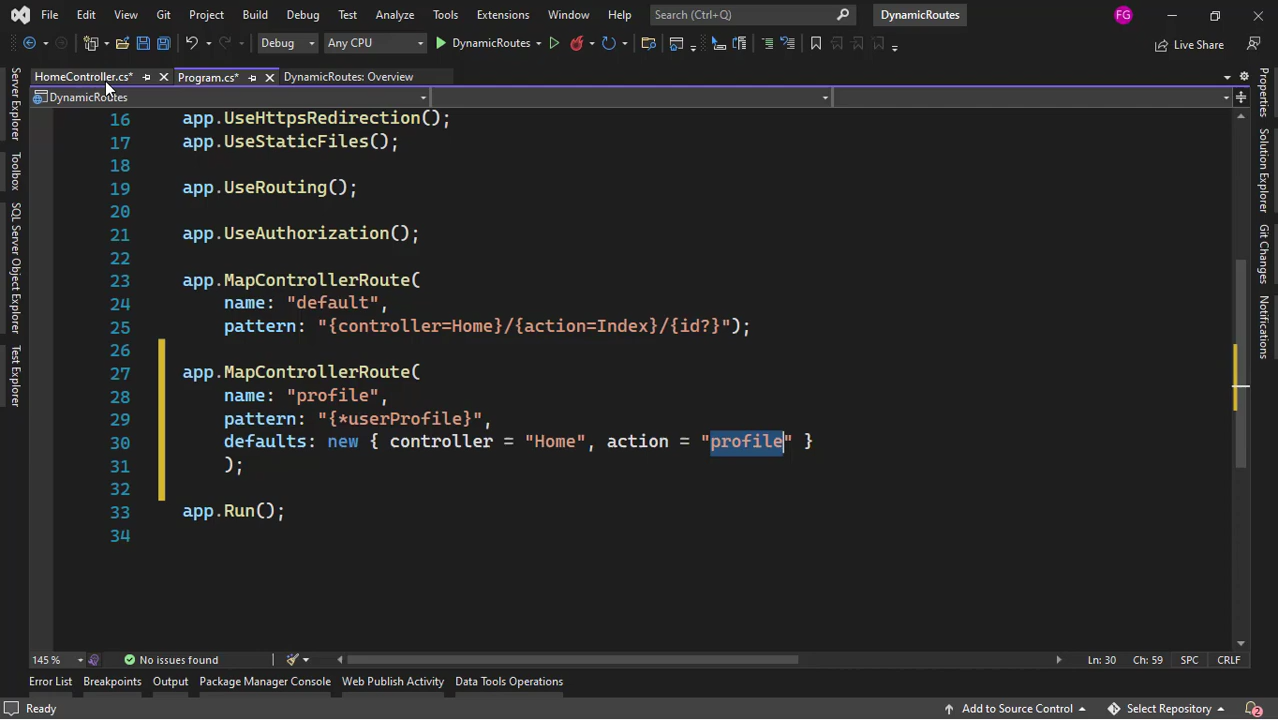 File Edit View Git Project Build Debug Test Analyze Tools Extensions Window Help Search (Ctrl+Q) DynamicRoutes FG
Debug Any CPU DynamicRoutes Live Share
HomeController.cs* Program.cs* DynamicRoutes: Overview
DynamicRoutes
Server Explorer
Toolbox
SQL Server Object Explorer
Test Explorer
16 app.UseHttpsRedirection();
17 app.UseStaticFiles();
18
19 app.UseRouting();
20
21 app.UseAuthorization();
22
23 app.MapControllerRoute(
24 name: "default",
25 pattern: "{controller=Home}/{action=Index}/{id?}");
26
27 app.MapControllerRoute(
28 name: "profile",
29 pattern: "{*userProfile}",
30 defaults: new { controller = "Home", action = "profile" }
31 );
32
33 app.Run();
34
Properties
Solution Explorer
Git Changes
Notifications
145 % No issues found Ln: 30 Ch: 59 SPC CRLF
Error List Breakpoints Output Package Manager Console Web Publish Activity Data Tools Operations
Ready Add to Source Control Select Repository 2